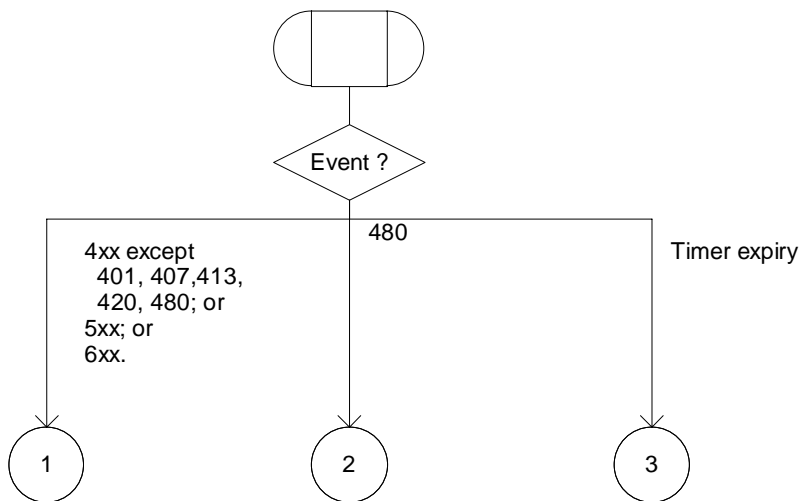 Event ?
480
4xx except
401, 407,413,
420, 480; or
5xx; or
6xx.
Timer expiry
1
2
3